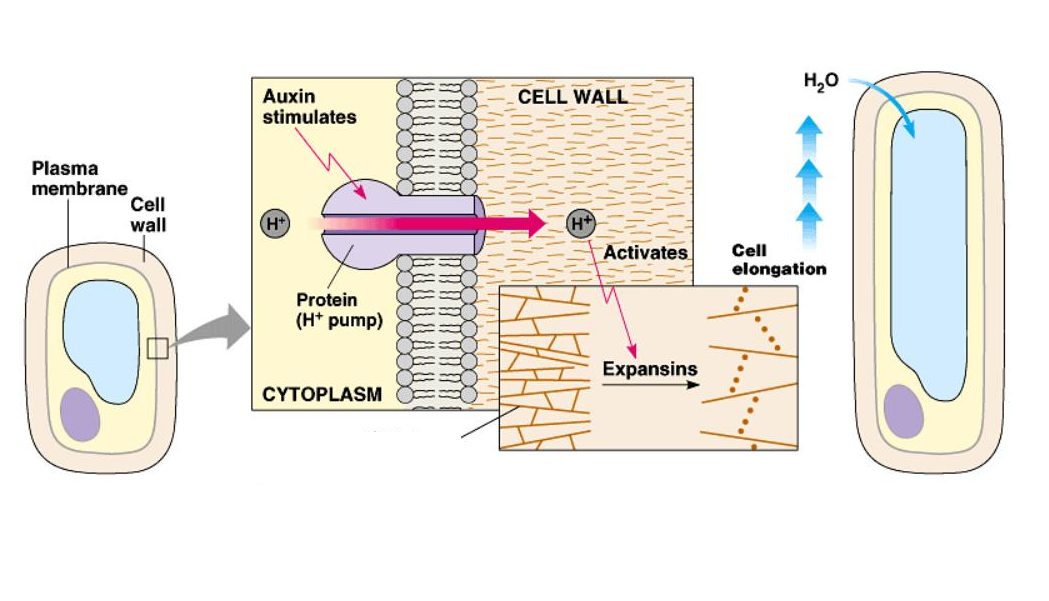 Plasma
membrane
Cell
wall
Auxin
stimulates
H⁺
Protein
(H⁺ pump)
CYTOPLASM
CELL WALL
H⁺
Activates
Expansins
Cell
elongation
H₂O